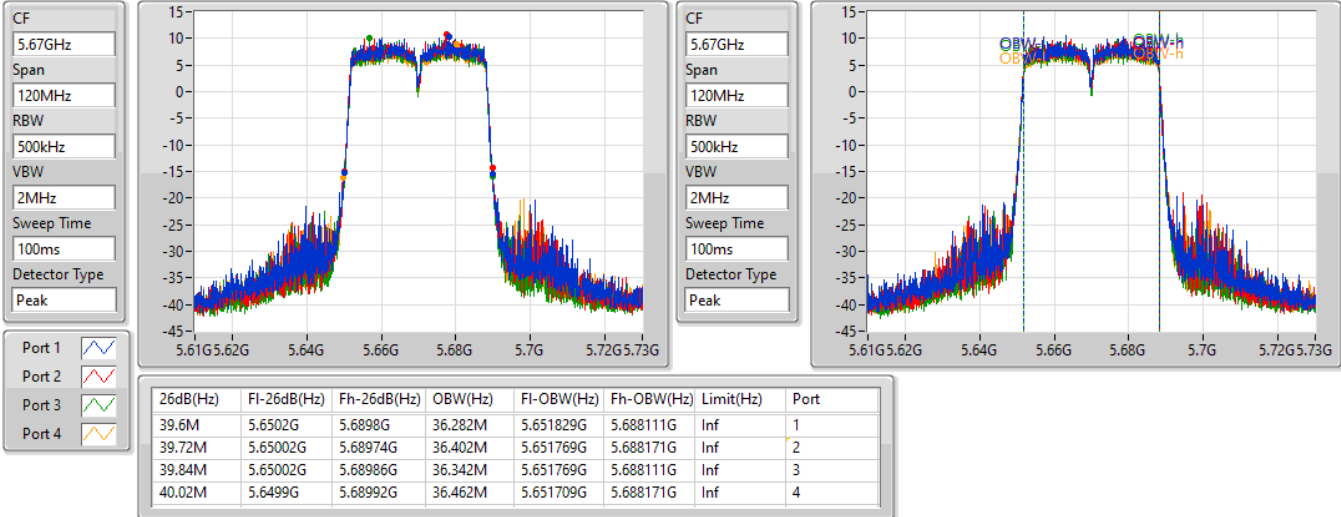 CF
5.67GHz
Span
120MHz
RBW
500kHz
VBW
2MHz
Sweep Time
100ms
Detector Type
Peak
15
10
5
0
-5
-10
-15
-20
-25
-30
-35
-40
-45
5.61G 5.62G 5.64G 5.66G 5.68G 5.7G 5.72G 5.73G
CF
5.67GHz
Span
120MHz
RBW
500kHz
VBW
2MHz
Sweep Time
100ms
Detector Type
Peak
15
10
5
0
-5
-10
-15
-20
-25
-30
-35
-40
-45
OBW-l OBW-h
OBW-l OBW-h
5.61G 5.62G 5.64G 5.66G 5.68G 5.7G 5.72G 5.73G
Port 1
Port 2
Port 3
Port 4
26dB(Hz) Fl-26dB(Hz) Fh-26dB(Hz) OBW(Hz) Fl-OBW(Hz) Fh-OBW(Hz) Limit(Hz) Port
39.6M 5.6502G 5.6898G 36.282M 5.651829G 5.688111G Inf 1
39.72M 5.65002G 5.68974G 36.402M 5.651769G 5.688171G Inf 2
39.84M 5.65002G 5.68986G 36.342M 5.651769G 5.688111G Inf 3
40.02M 5.6499G 5.68992G 36.462M 5.651709G 5.688171G Inf 4